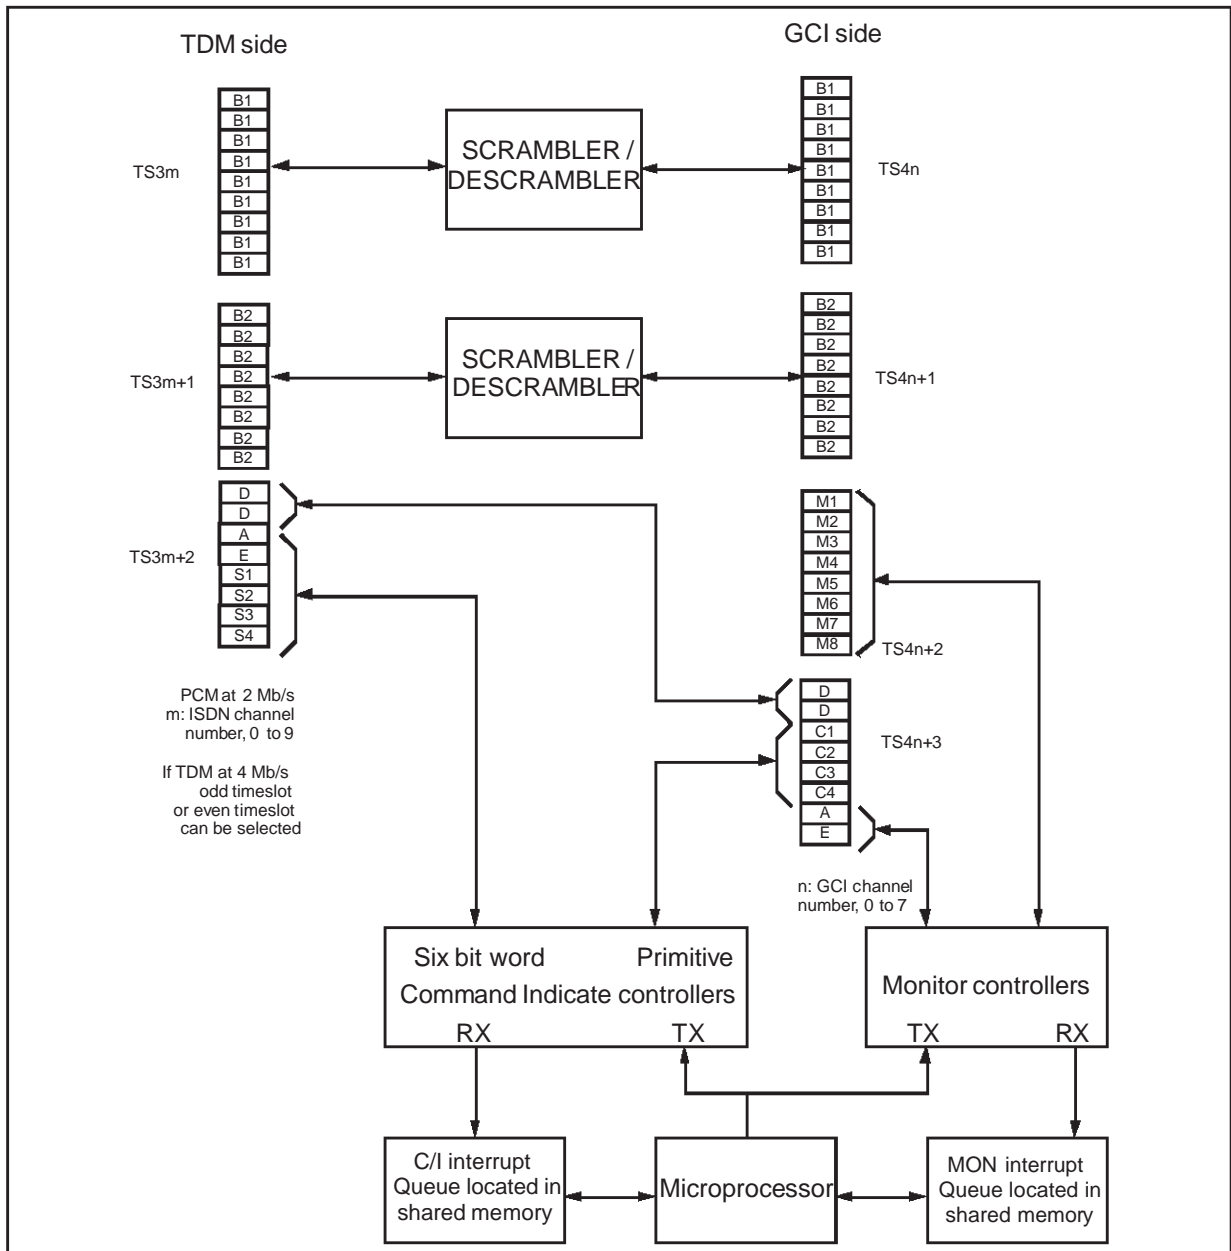 TDM side
GCI side
B1
B1
B1
B1
B1
B1
B1
B1
B1
TS3m
SCRAMBLER /
DESCRAMBLER
B1
B1
B1
B1
B1
B1
B1
B1
B1
TS4n
B2
B2
B2
B2
B2
B2
B2
B2
TS3m+1
SCRAMBLER /
DESCRAMBLER
B2
B2
B2
B2
B2
B2
B2
B2
TS4n+1
D
D
A
E
S1
S2
S3
S4
TS3m+2
M1
M2
M3
M4
M5
M6
M7
M8
TS4n+2
PCM at 2 Mb/s
m: ISDN channel
number, 0 to 9
If TDM at 4 Mb/s
odd timeslot
or even timeslot
can be selected
D
D
C1
C2
C3
C4
A
E
TS4n+3
n: GCI channel
number, 0 to 7
Six bit word Primitive
Command Indicate controllers
RX TX
Monitor controllers
TX RX
C/I interrupt
Queue located in
shared memory
Microprocessor
MON interrupt
Queue located in
shared memory